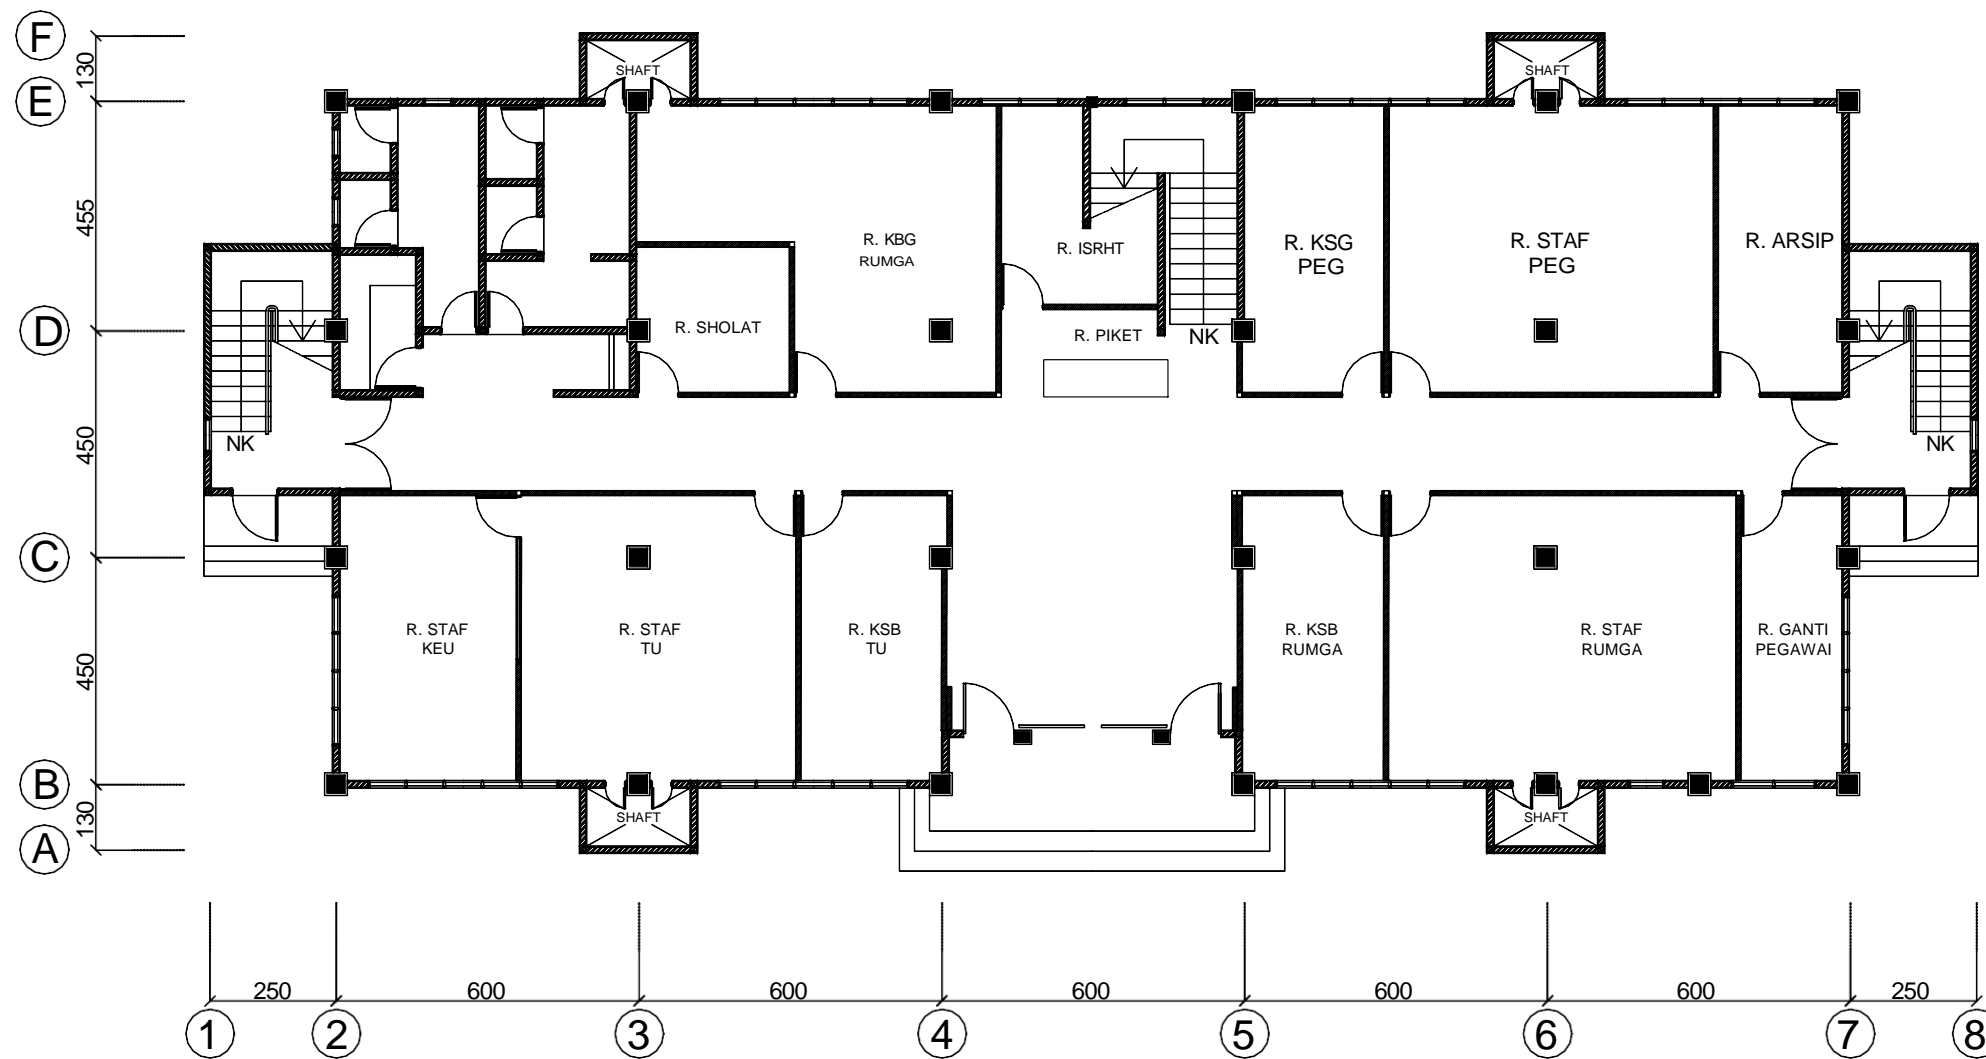 F
130
SHAFT
SHAFT
E
455
R. KBG
RUMGA
R. ISRHT
R. KSG
PEG
R. STAF
PEG
R. ARSIP
D
R. SHOLAT
R. PIKET
NK
450
NK
NK
C
450
R. STAF
KEU
R. STAF
TU
R. KSB
TU
R. KSB
RUMGA
R. STAF
RUMGA
R. GANTI
PEGAWAI
B
130
SHAFT
SHAFT
A
250
600
600
600
600
600
250
1
2
3
4
5
6
7
8